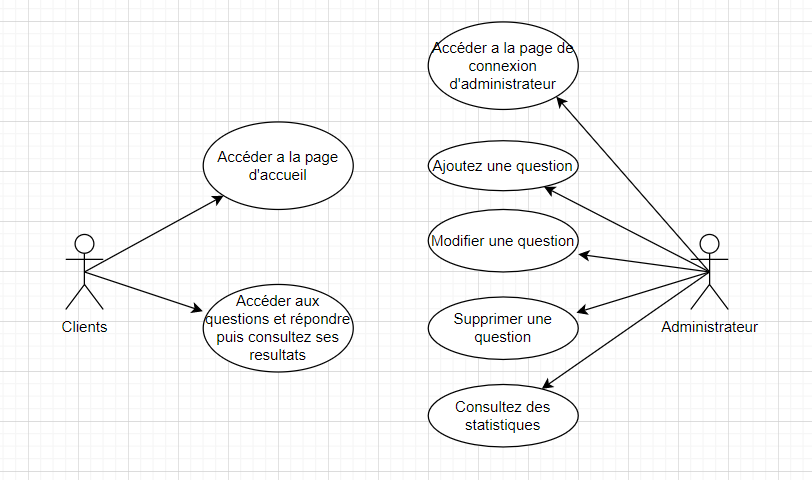 Accéder a la page de
connexion
d'administrateur
Accéder a la page
d'accueil
Ajoutez une question
Modifier une question
Accéder aux
questions et répondre
puis consultez ses
resultats
Clients
Supprimer une
question
Administrateur
Consultez des
statistiques